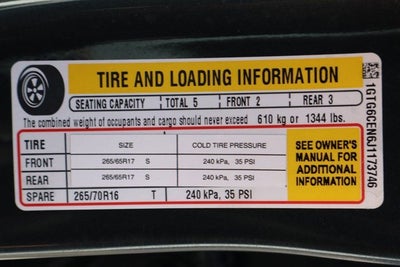 TIRE AND LOADING INFORMATION
SEATING CAPACITY TOTAL 5 FRONT 2 REAR 3
The combined weight of occupants and cargo should never exceed 610 kg or 1344 lbs.
TIRE SIZE COLD TIRE PRESSURE
FRONT 265/65R17 S 240 kPa, 35 PSI
REAR 265/65R17 S 240 kPa, 35 PSI
SPARE 265/70R16 T 240 kPa, 35 PSI
SEE OWNER'S
MANUAL FOR
ADDITIONAL
INFORMATION
1GTG6CEN6J1173746